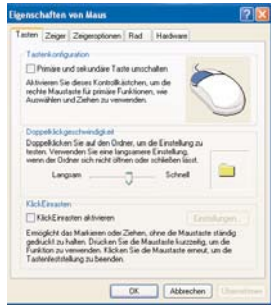 Eigenschaften von Maus
Tasten Zeiger Zeigeroptionen Rad Hardware
Tastenkonfiguration
Primäre und sekundäre Taste umschalten
Aktivieren Sie dieses Kontrollkästchen, um die
rechte Maustaste für primäre Funktionen, wie
Auswählen und Ziehen zu verwenden.
Doppelklickgeschwindigkeit
Doppelklicken Sie auf den Ordner, um die Einstellung zu
testen. Verwenden Sie eine langsamere Einstellung,
wenn der Ordner sich nicht öffnen oder schließen lässt.
Langsam Schnell
KlickEinrasten
KlickEinrasten aktivieren Einstellungen...
Ermöglicht das Markieren oder Ziehen, ohne die Maustaste ständig
gedrückt zu halten. Drücken Sie die Maustaste kurzzeitig, um die
Funktion zu verwenden. Klicken Sie die Maustaste erneut, um die
Tastenfeststellung zu beenden.
OK Abbrechen Übernehmen